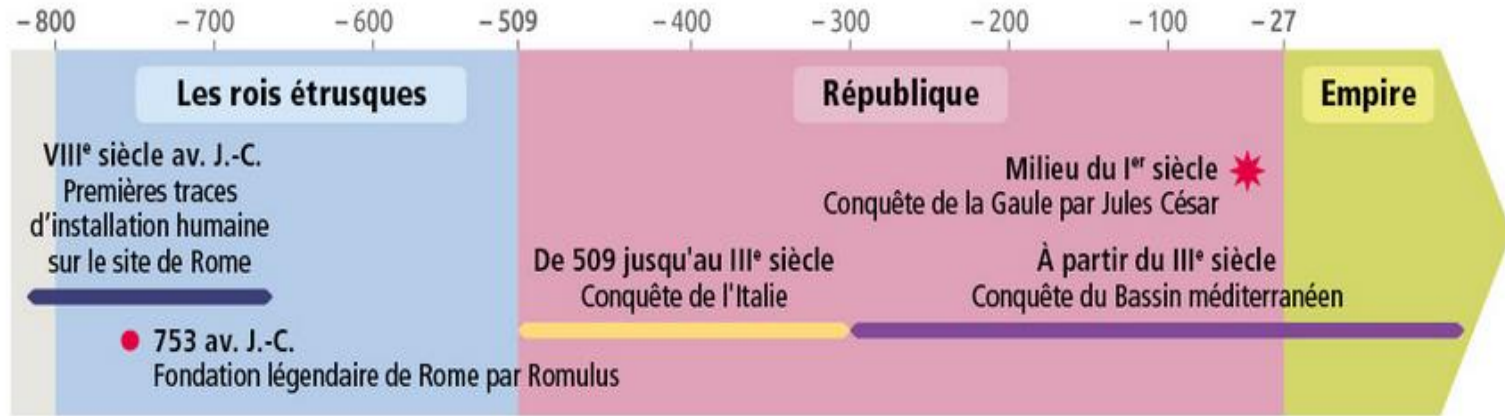 – 800 – 700 – 600 – 509 – 400 – 300 – 200 – 100 – 27
Les rois étrusques
République
Empire
VIIIᵉ siècle av. J.-C.
Premières traces
d'installation humaine
sur le site de Rome
753 av. J.-C.
Fondation légendaire de Rome par Romulus
De 509 jusqu'au IIIᵉ siècle
Conquête de l'Italie
Milieu du Iᵉʳ siècle
Conquête de la Gaule par Jules César
À partir du IIIᵉ siècle
Conquête du Bassin méditerranéen